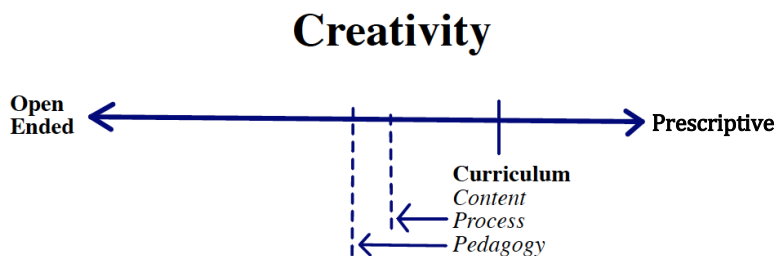 Creativity
Open
Ended
Prescriptive
Curriculum
Content
Process
Pedagogy